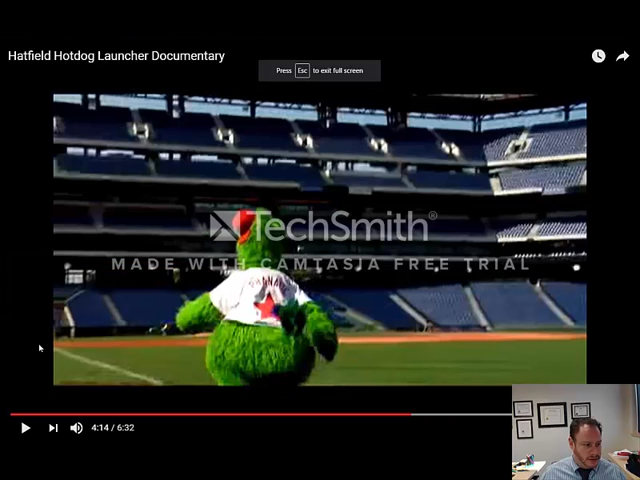 Hatfield Hotdog Launcher Documentary
Press Esc to exit full screen
TechSmith®
MADE WITH CAMTASIA FREE TRIAL
4:14 / 6:32